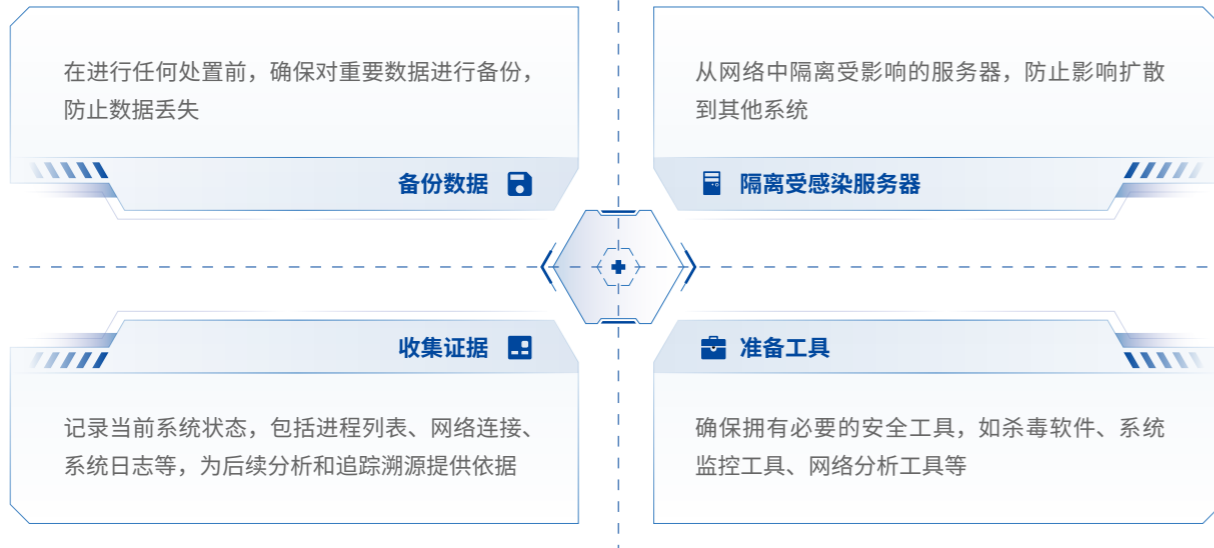 在进行任何处置前，确保对重要数据进行备份，
防止数据丢失
备份数据
从网络中隔离受影响的服务器，防止影响扩散
到其他系统
隔离受感染服务器
收集证据
记录当前系统状态，包括进程列表、网络连接、
系统日志等，为后续分析和追踪溯源提供依据
准备工具
确保拥有必要的安全工具，如杀毒软件、系统
监控工具、网络分析工具等